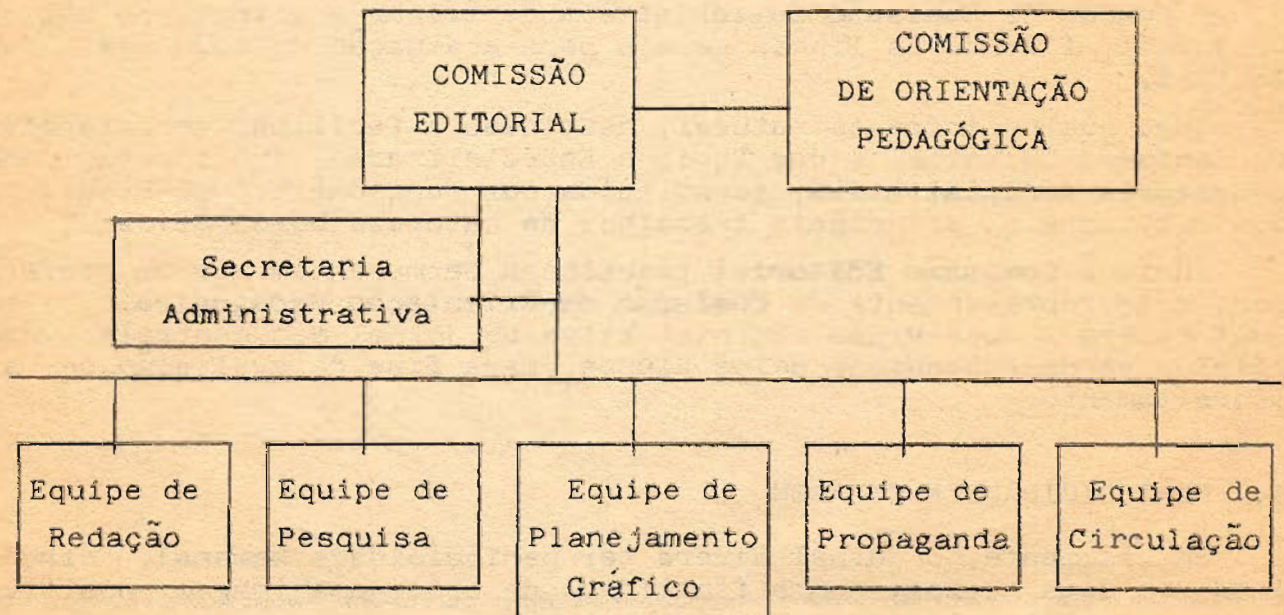 COMISSÃO
EDITORIAL
COMISSÃO
DE ORIENTAÇÃO
PEDAGÓGICA
Secretaria
Administrativa
Equipe de
Redação
Equipe de
Pesquisa
Equipe de
Planejamento
Gráfico
Equipe de
Propaganda
Equipe de
Circulação